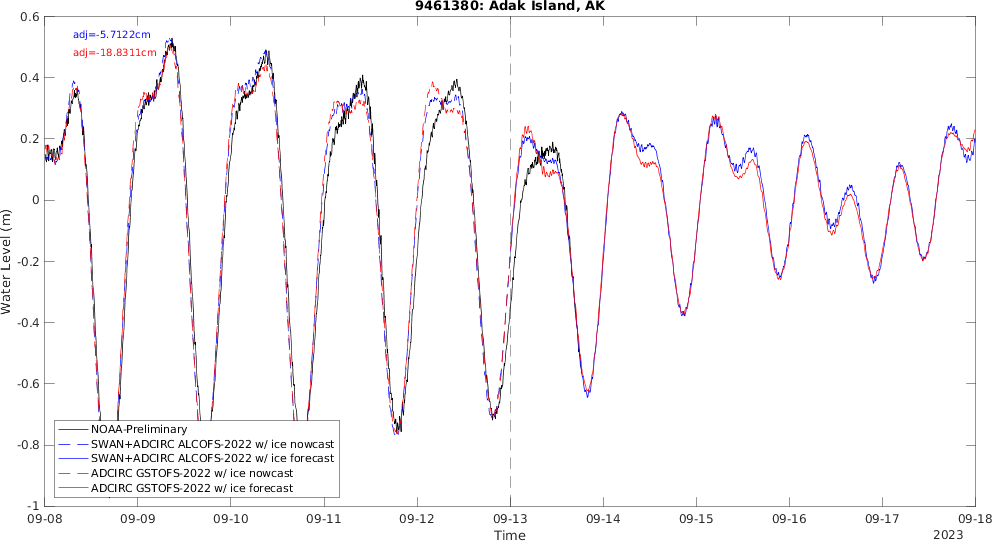 9461380: Adak Island, AK
adj=-5.7122cm
adj=-18.8311cm
0.6
0.4
0.2
0
-0.2
-0.4
-0.6
-0.8
-1
Water Level (m)
NOAA-Preliminary
SWAN+ADCIRC ALCOFS-2022 w/ ice nowcast
SWAN+ADCIRC ALCOFS-2022 w/ ice forecast
ADCIRC GSTOFS-2022 w/ ice nowcast
ADCIRC GSTOFS-2022 w/ ice forecast
09-08 09-09 09-10 09-11 09-12 09-13 09-14 09-15 09-16 09-17 09-18
Time
2023